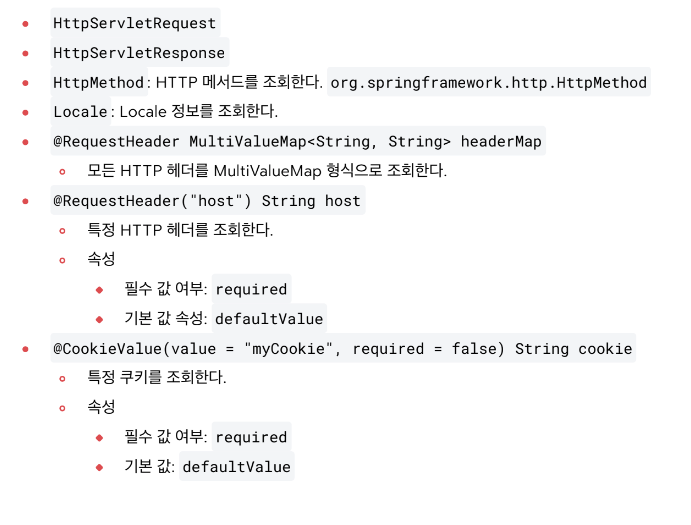 HttpServletRequest
HttpServletResponse
HttpMethod: HTTP 메서드를 조회한다. org.springframework.http.HttpMethod
Locale: Locale 정보를 조회한다.
@RequestHeader MultiValueMap<String, String> headerMap
모든 HTTP 헤더를 MultiValueMap 형식으로 조회한다.
@RequestHeader("host") String host
특정 HTTP 헤더를 조회한다.
속성
필수 값 여부: required
기본 값 속성: defaultValue
@CookieValue(value = "myCookie", required = false) String cookie
특정 쿠키를 조회한다.
속성
필수 값 여부: required
기본 값: defaultValue